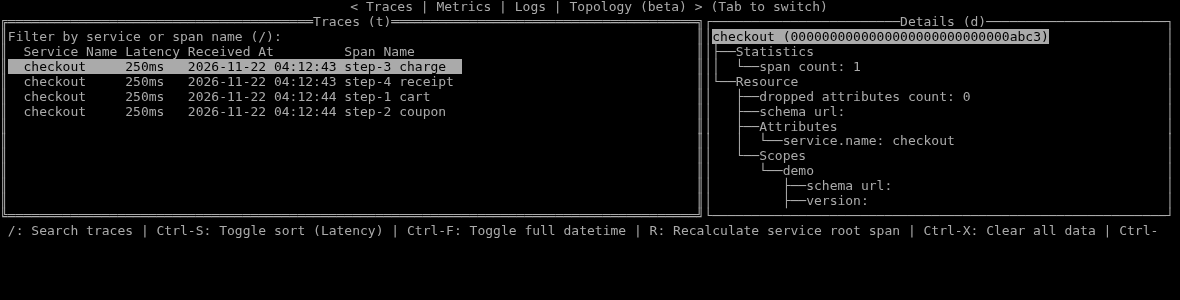 < Traces | Metrics | Logs | Topology (beta) > (Tab to switch)
Traces (t)
Filter by service or span name (/):
Service Name Latency Received At Span Name
checkout 250ms 2026-11-22 04:12:43 step-3 charge
checkout 250ms 2026-11-22 04:12:43 step-4 receipt
checkout 250ms 2026-11-22 04:12:44 step-1 cart
checkout 250ms 2026-11-22 04:12:44 step-2 coupon
Details (d)
checkout (0000000000000000000000000000abc3)
Statistics
span count: 1
Resource
dropped attributes count: 0
schema url:
Attributes
service.name: checkout
Scopes
demo
schema url:
version:
/: Search traces | Ctrl-S: Toggle sort (Latency) | Ctrl-F: Toggle full datetime | R: Recalculate service root span | Ctrl-X: Clear all data | Ctrl-